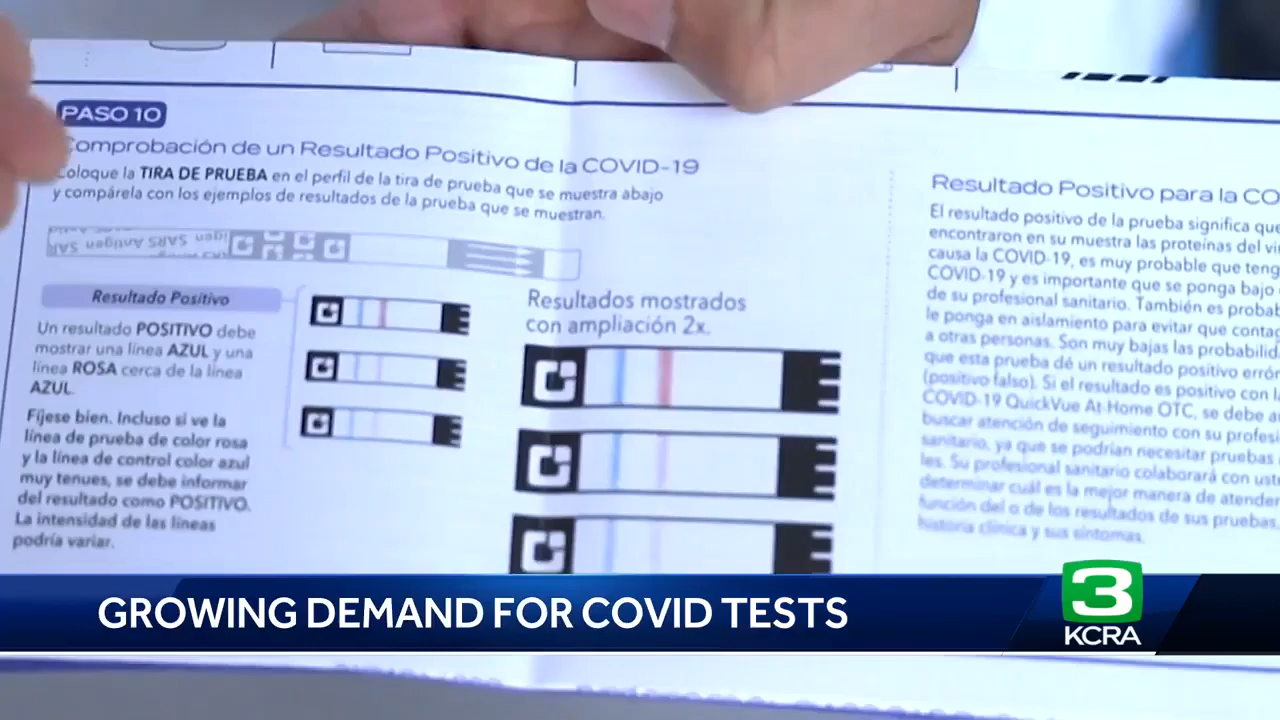 PASO 10
Comprobación de un Resultado Positivo de la COVID-19
Coloque la TIRA DE PRUEBA en el perfil de la tira de prueba que se muestra abajo
y compárela con los ejemplos de resultados de la prueba que se muestran.
SARS Antigen
Resultado Positivo
Un resultado POSITIVO debe
mostrar una línea AZUL y una
línea ROSA cerca de la línea
AZUL.
Fíjese bien. Incluso si ve la
línea de prueba de color rosa
y la línea de control color azul
muy tenues, se debe informar
del resultado como POSITIVO.
La intensidad de las líneas
podría variar.
Resultados mostrados
con ampliación 2x.
Resultado Positivo para la CO
El resultado positivo de la prueba significa que
encontraron en su muestra las proteínas del vi
causa la COVID-19, es muy probable que teng
COVID-19 y es importante que se ponga bajo
de su profesional sanitario. También es probab
le ponga en aislamiento para evitar que contag
a otras personas. Son muy bajas las probabilid
que esta prueba dé un resultado positivo errón
(positivo falso). Si el resultado es positivo con l
COVID-19 QuickVue At-Home OTC, se debe a
buscar atención de seguimiento con su profesi
sanitario, ya que se podrían necesitar pruebas
les. Su profesional sanitario colaborará con uste
determinar cuál es la mejor manera de atender
función del o de los resultados de sus pruebas,
historia clínica y sus síntomas.
GROWING DEMAND FOR COVID TESTS
3
KCRA